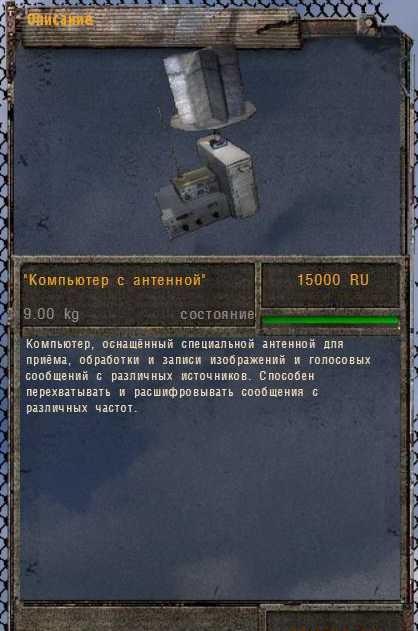 Описание
"Компьютер с антенной"
15000 RU
9.00 kg
состояние
Компьютер, оснащённый специальной антенной для
приёма, обработки и записи изображений и голосовых
сообщений с различных источников. Способен
перехватывать и расшифровывать сообщения с
различных частот.